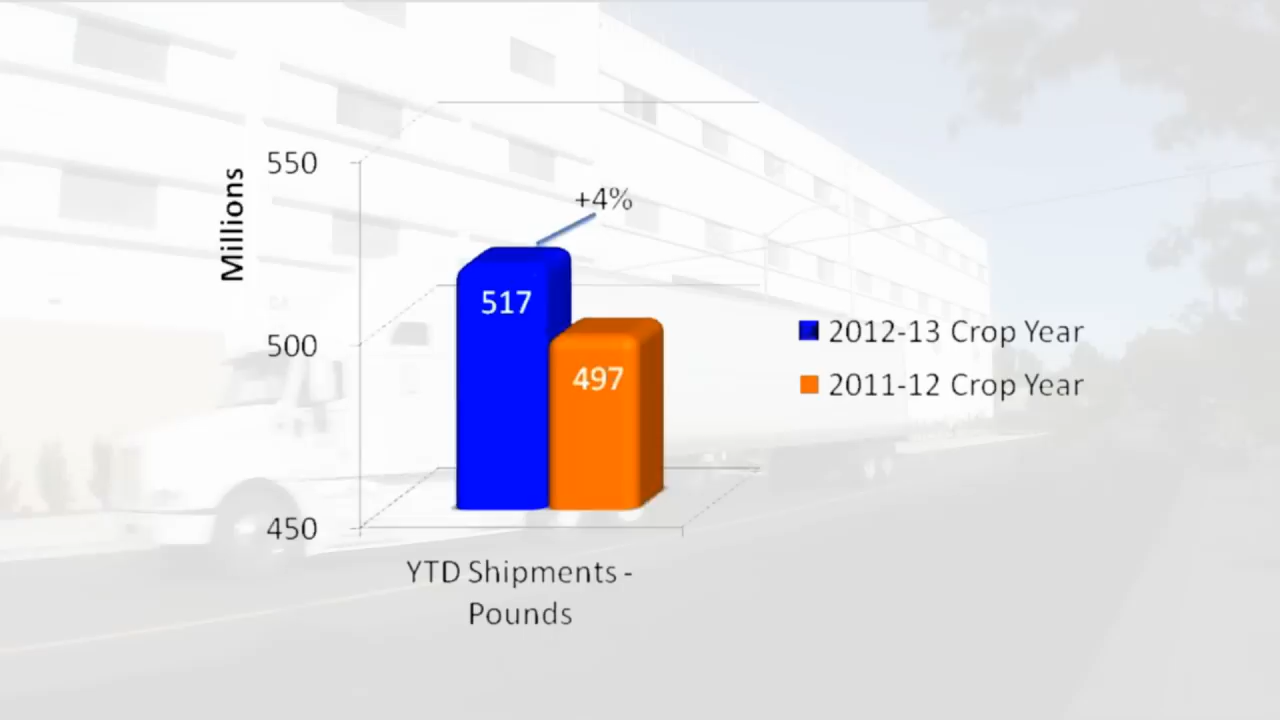 Millions
550
500
450
+4%
517
497
2012-13 Crop Year
2011-12 Crop Year
YTD Shipments -
Pounds